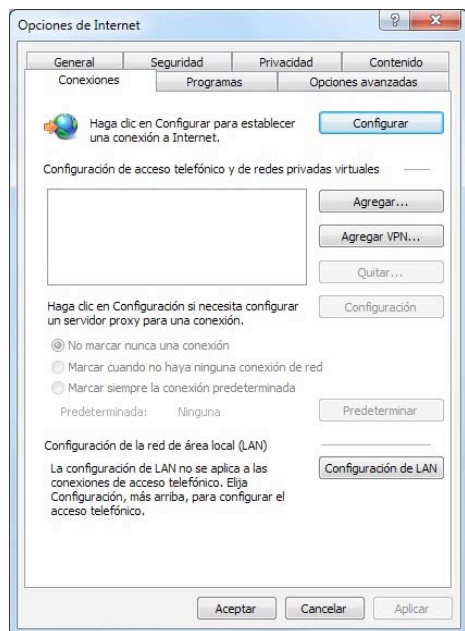 Opciones de Internet
General Seguridad Privacidad Contenido
Conexiones Programas Opciones avanzadas
Haga clic en Configurar para establecer
una conexión a Internet.
Configurar
Configuración de acceso telefónico y de redes privadas virtuales
Agregar...
Agregar VPN...
Quitar...
Haga clic en Configuración si necesita configurar
un servidor proxy para una conexión.
Configuración
No marcar nunca una conexión
Marcar cuando no haya ninguna conexión de red
Marcar siempre la conexión predeterminada
Predeterminada: Ninguna
Predeterminar
Configuración de la red de área local (LAN)
La configuración de LAN no se aplica a las
conexiones de acceso telefónico. Elija
Configuración, más arriba, para configurar el
acceso telefónico.
Configuración de LAN
Aceptar Cancelar Aplicar